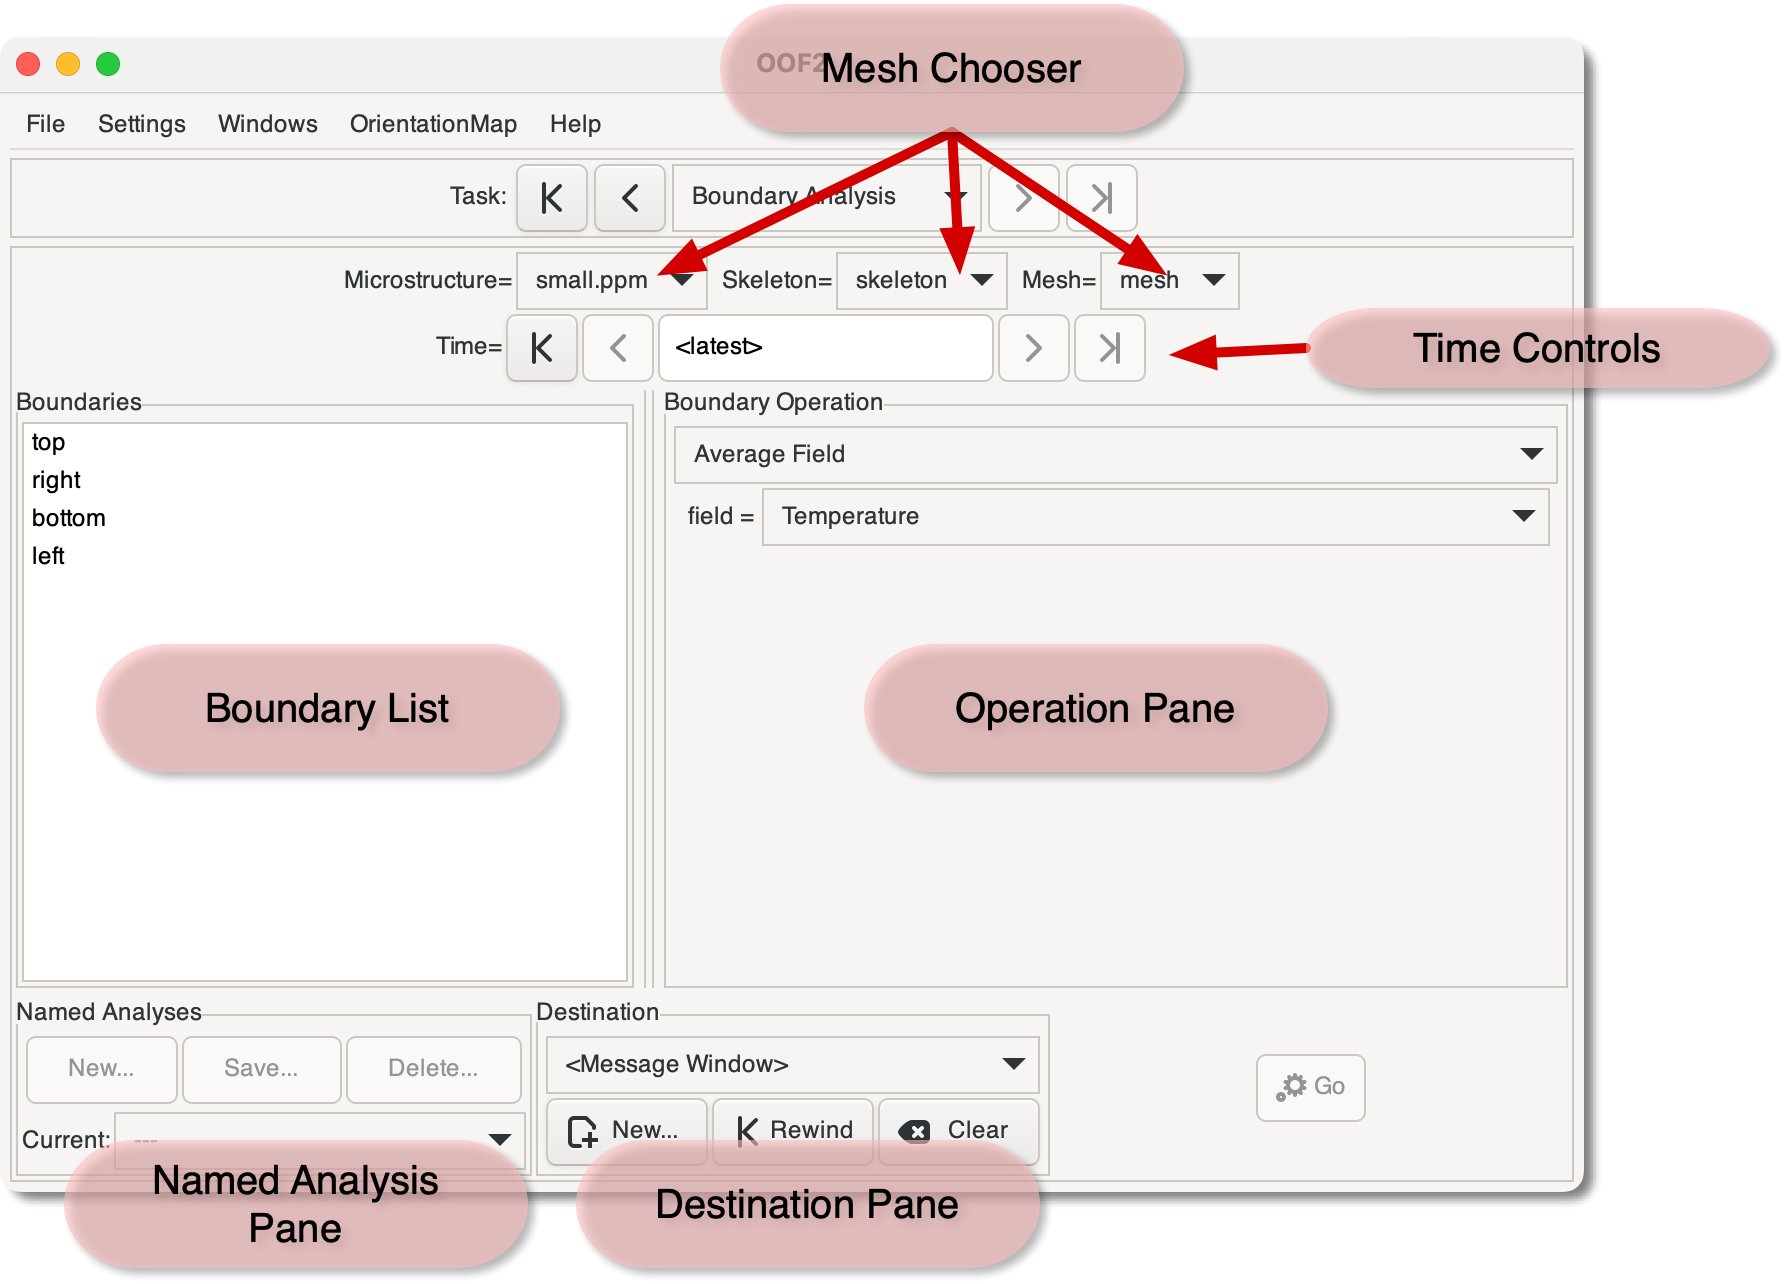 OOF2
Mesh Chooser
File Settings Windows OrientationMap Help
Task: Boundary Analysis
Microstructure= small.ppm Skeleton= skeleton Mesh= mesh
Time= <latest>
Time Controls
Boundaries
top
right
bottom
left
Boundary List
Boundary Operation
Average Field
field = Temperature
Operation Pane
Named Analyses
New... Save... Delete...
Current: ---
Named Analysis
Pane
Destination
<Message Window>
New... Rewind Clear
Destination Pane
Go